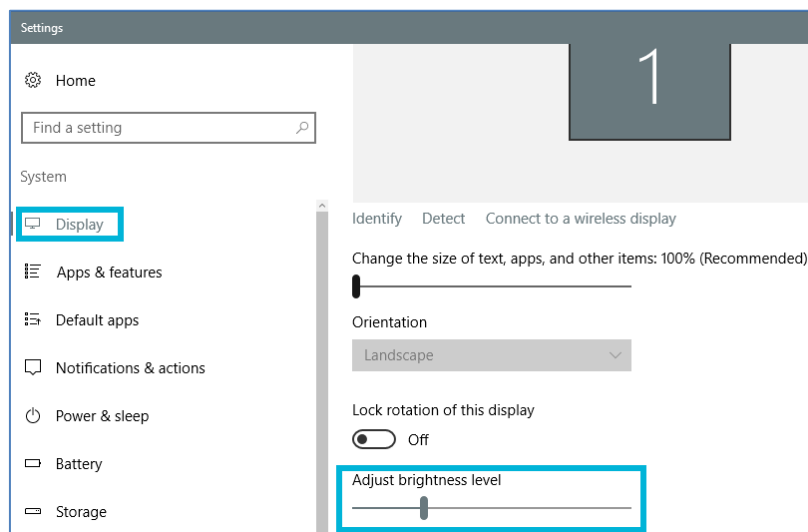 Settings
Home
Find a setting
System
Display
Apps & features
Default apps
Notifications & actions
Power & sleep
Battery
Storage
1
Identify Detect Connect to a wireless display
Change the size of text, apps, and other items: 100% (Recommended)
Orientation
Landscape
Lock rotation of this display
Off
Adjust brightness level